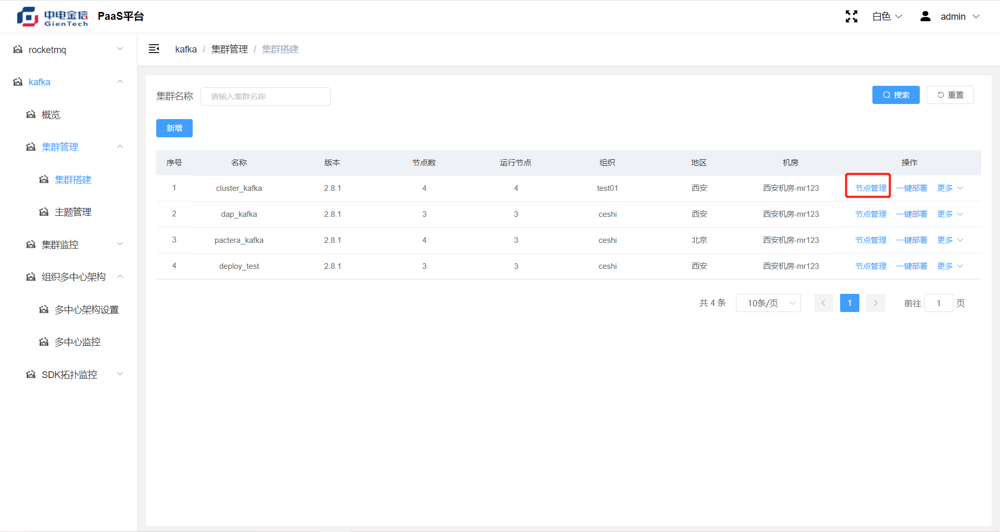 中电金信
GienTech
PaaS平台
白色
admin
rocketmq
kafka
概览
集群管理
集群搭建
主题管理
集群监控
组织多中心架构
多中心架构设置
多中心监控
SDK拓扑监控
kafka / 集群管理 / 集群搭建
集群名称 请输入集群名称 搜索 重置
新增
序号 名称 版本 节点数 运行节点 组织 地区 机房 操作
1 cluster_kafka 2.8.1 4 4 test01 西安 西安机房-mr123 节点管理 一键部署 更多
2 dap_kafka 2.8.1 3 3 ceshi 西安 西安机房-mr123 节点管理 一键部署 更多
3 pactera_kafka 2.8.1 4 3 ceshi 北京 西安机房-mr123 节点管理 一键部署 更多
4 deploy_test 2.8.1 3 3 ceshi 西安 西安机房-mr123 节点管理 一键部署 更多
共 4 条 10条/页 1 前往 1 页